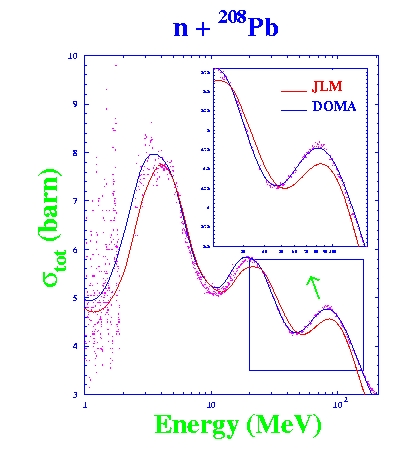 n + ²⁰⁸Pb
JLM
DOMA
σtot (barn)
10
9
8
7
6
5
4
3
1
10
10²
Energy (MeV)